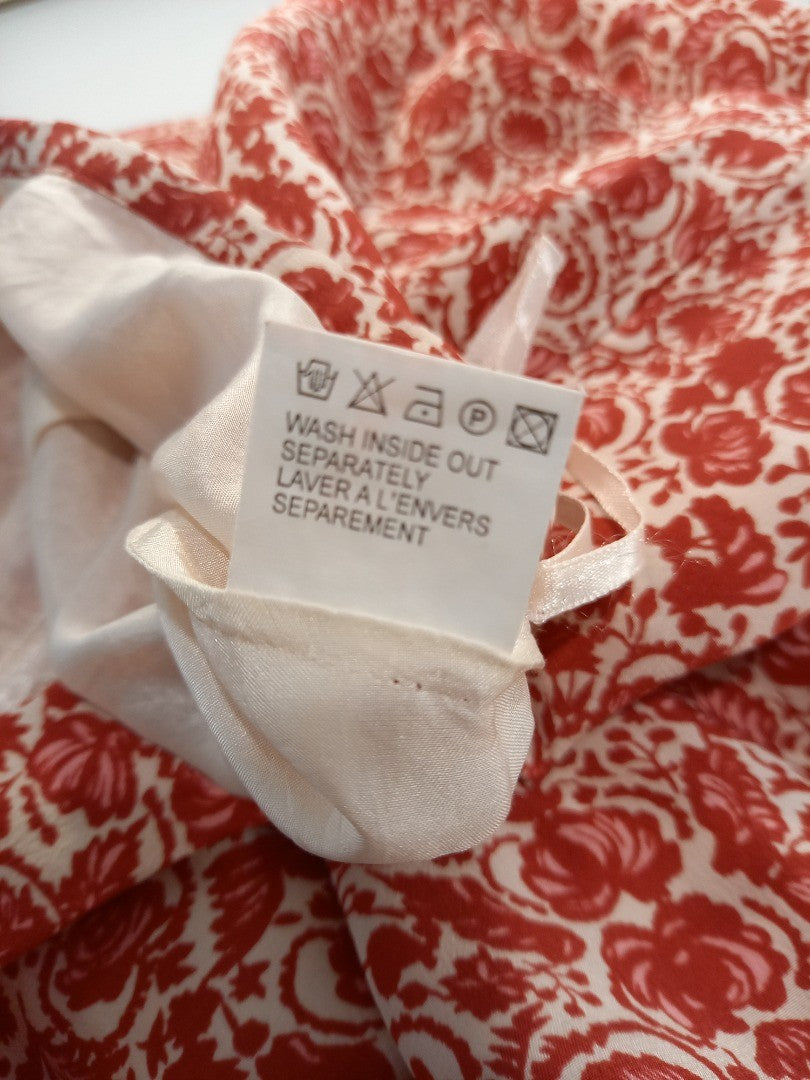 P
WASH INSIDE OUT
SEPARATELY
LAVER A L'ENVERS
SEPAREMENT